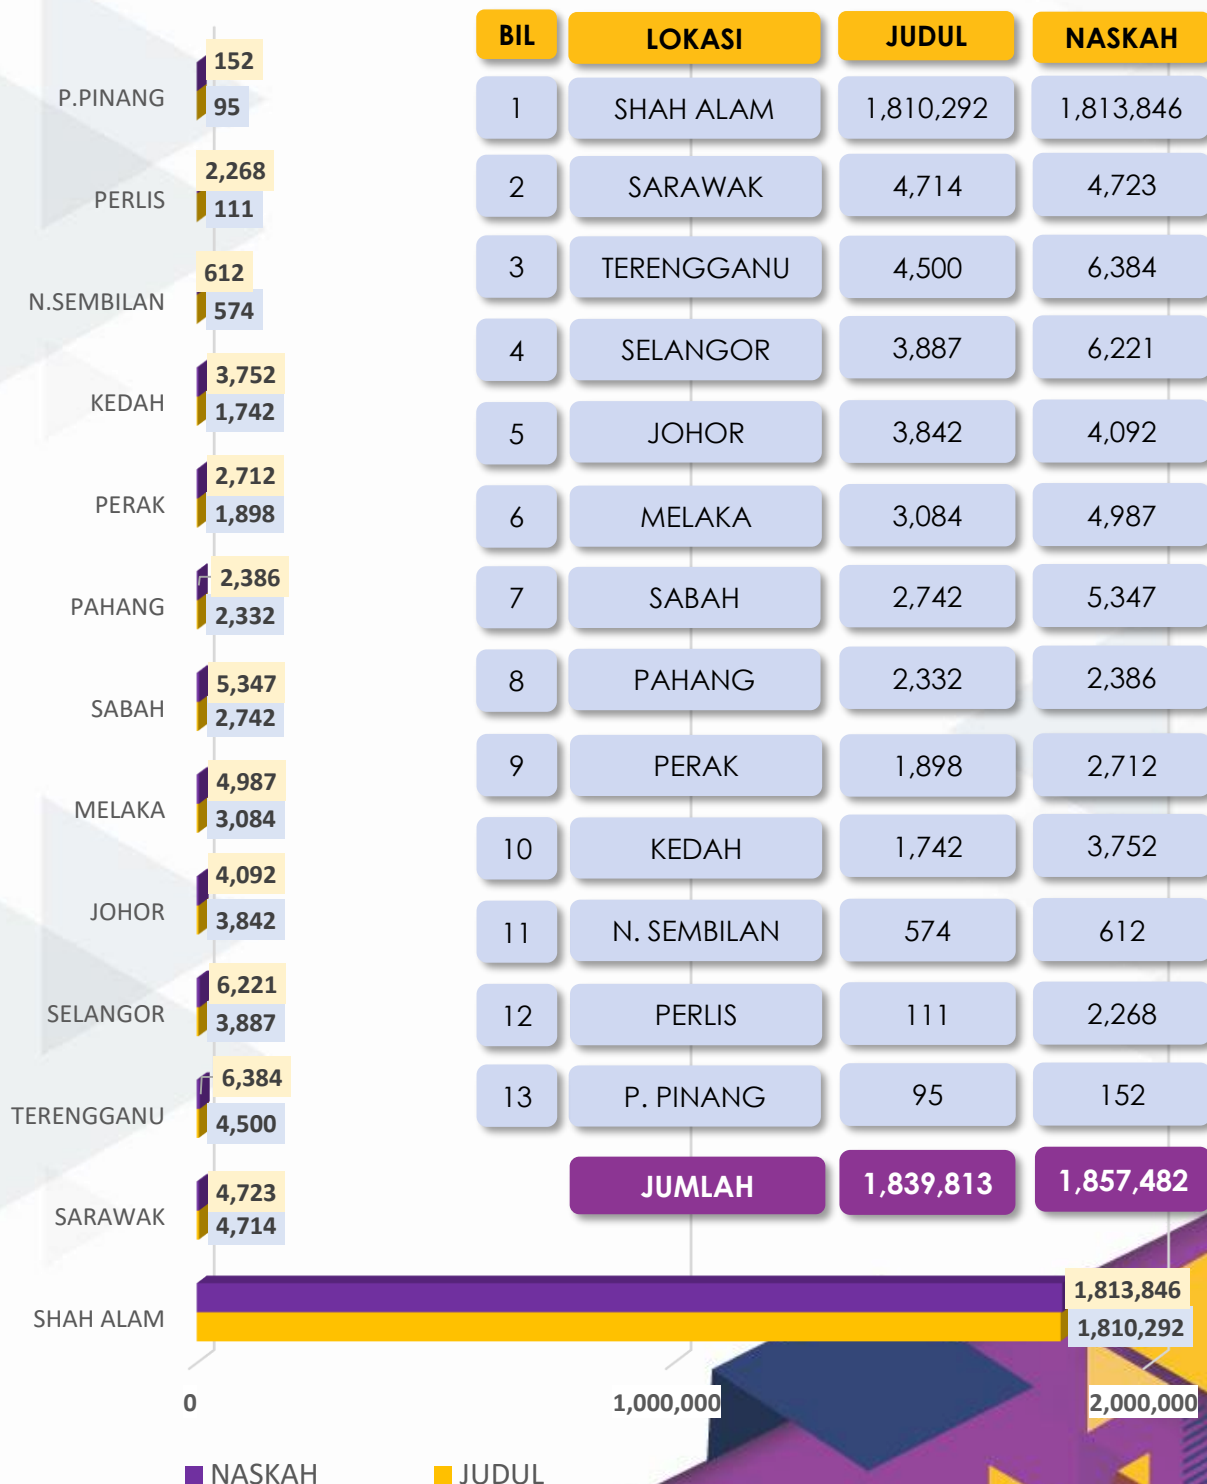 152
P.PINANG
95
2,268
PERLIS
111
612
N.SEMBILAN
574
3,752
KEDAH
1,742
2,712
PERAK
1,898
2,386
PAHANG
2,332
5,347
SABAH
2,742
4,987
MELAKA
3,084
4,092
JOHOR
3,842
6,221
SELANGOR
3,887
6,384
TERENGGANU
4,500
4,723
SARAWAK
4,714
1,813,846
SHAH ALAM
1,810,292
0 1,000,000 2,000,000
NASKAH JUDUL
BIL LOKASI JUDUL NASKAH
1 SHAH ALAM 1,810,292 1,813,846
2 SARAWAK 4,714 4,723
3 TERENGGANU 4,500 6,384
4 SELANGOR 3,887 6,221
5 JOHOR 3,842 4,092
6 MELAKA 3,084 4,987
7 SABAH 2,742 5,347
8 PAHANG 2,332 2,386
9 PERAK 1,898 2,712
10 KEDAH 1,742 3,752
11 N. SEMBILAN 574 612
12 PERLIS 111 2,268
13 P. PINANG 95 152
JUMLAH 1,839,813 1,857,482